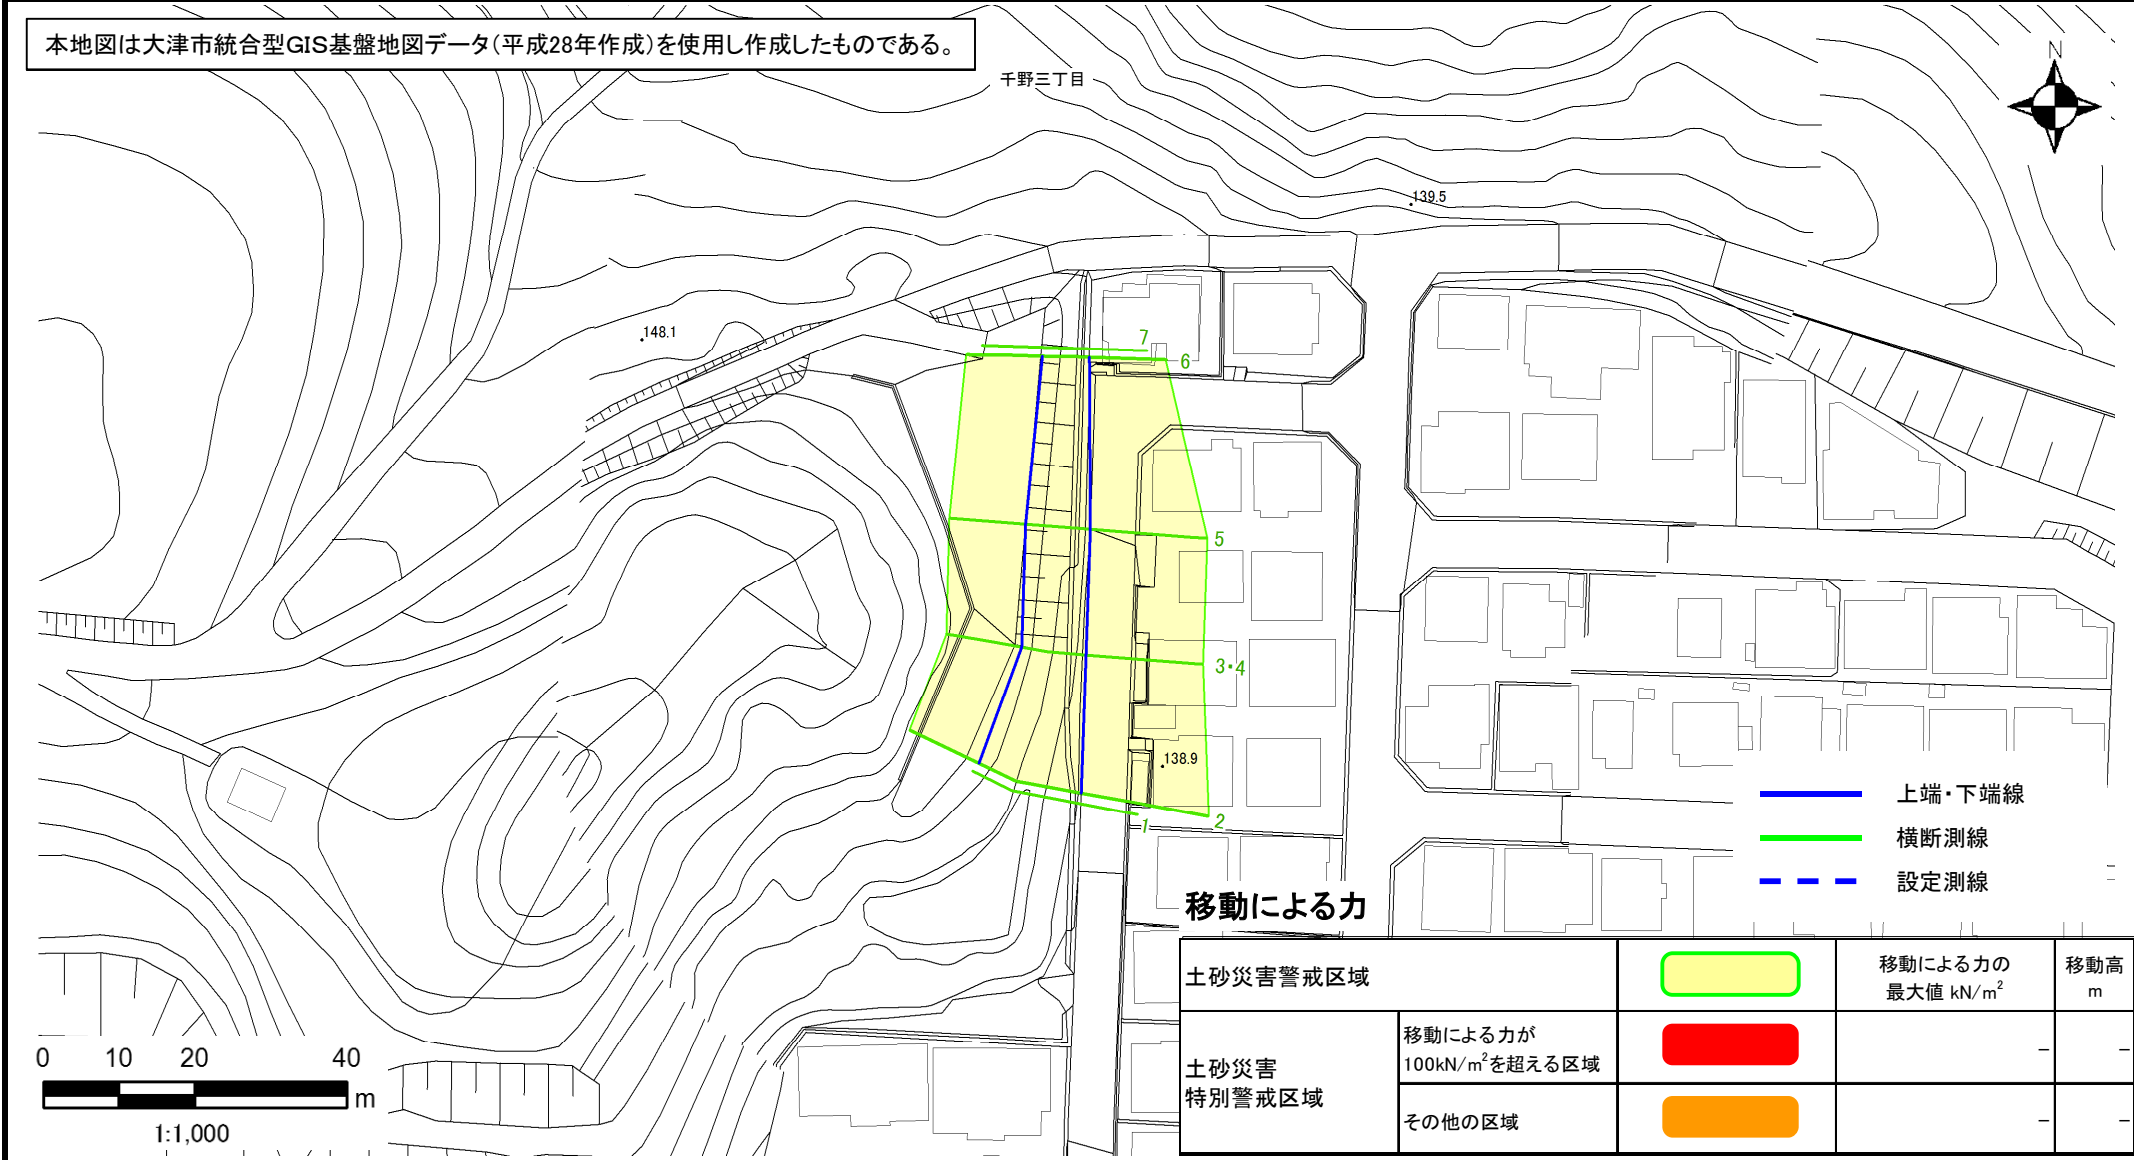 本地図は大津市統合型GIS基盤地図データ(平成28年作成)を使用し作成したものである。
千野三丁目
N
139.5
148.1
7
6
5
3・4
138.9
1
2
上端・下端線
横断測線
設定測線
移動による力
土砂災害警戒区域
移動による力の
最大値 kN/m²
移動高
m
土砂災害
特別警戒区域
移動による力が
100kN/m²を超える区域
-
-
その他の区域
-
-
0 10 20 40
m
1:1,000